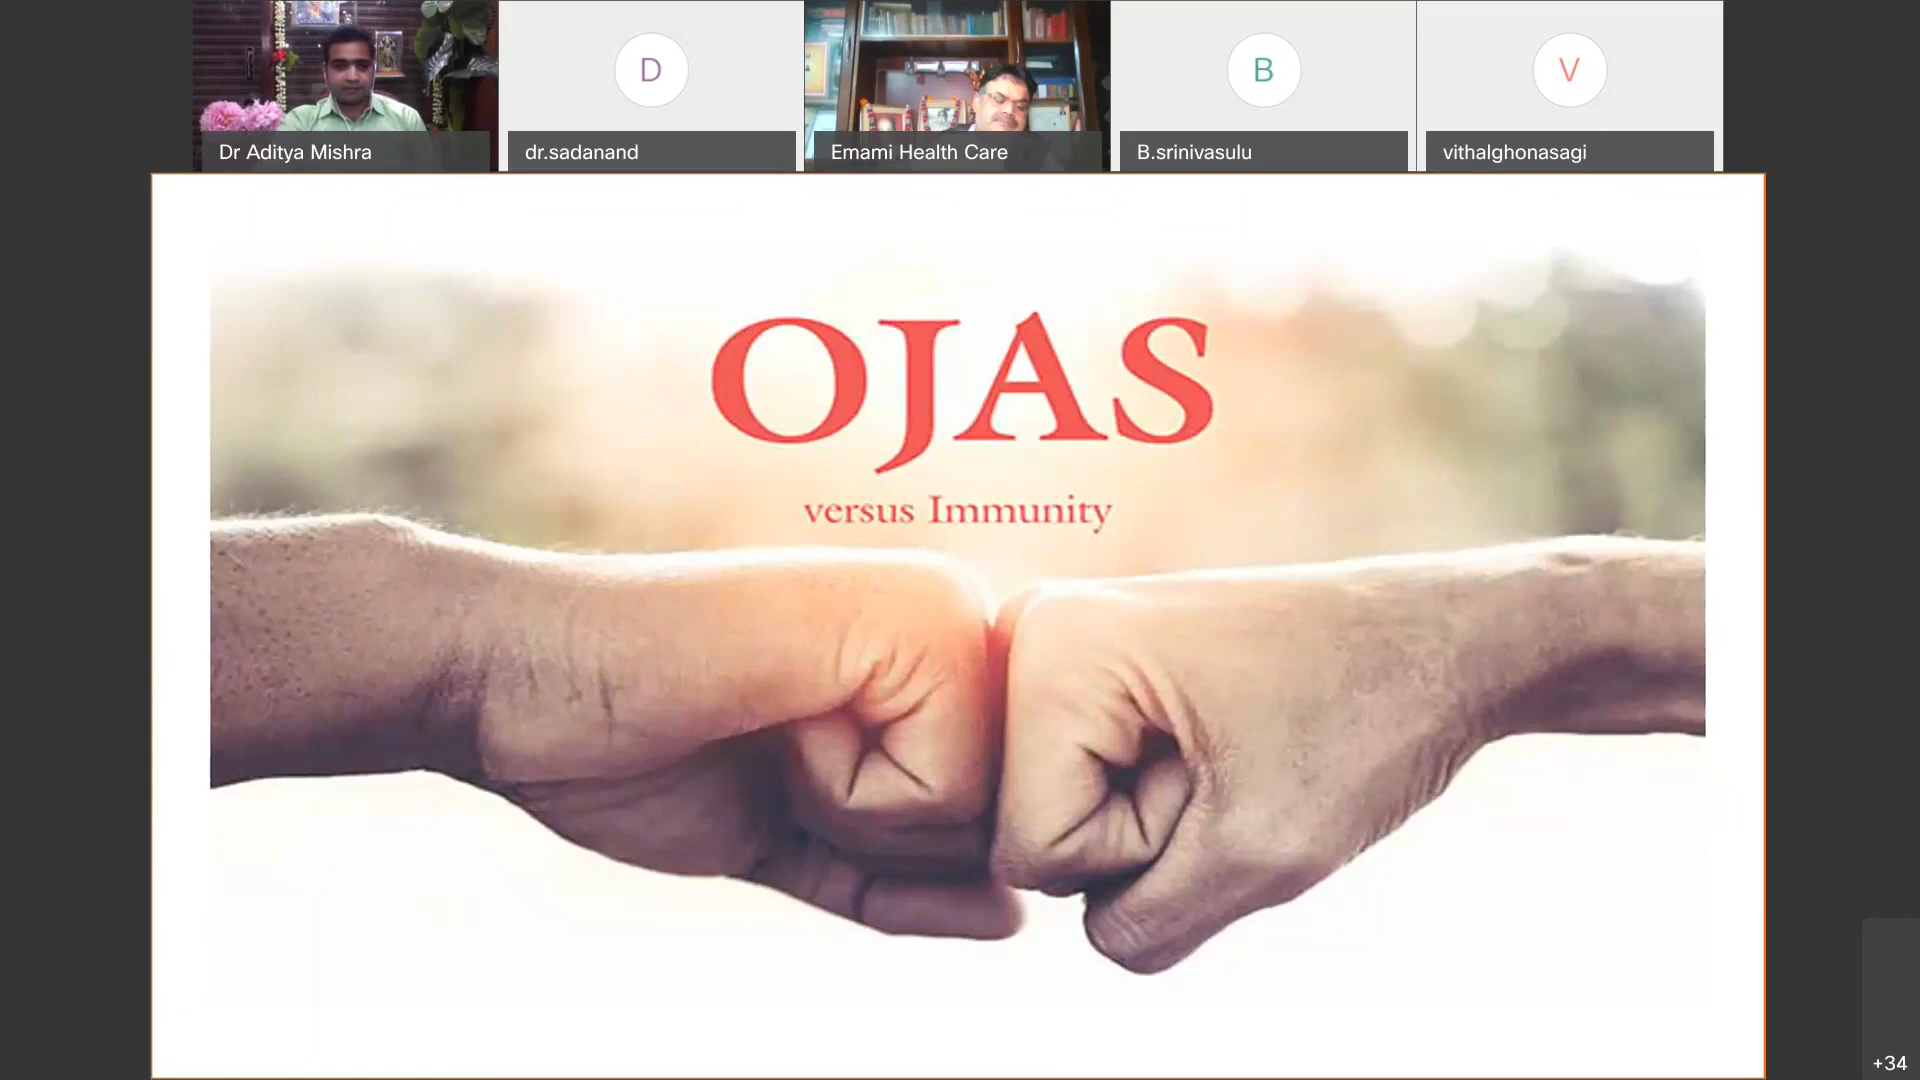 Dr Aditya Mishra
D
dr.sadanand
Emami Health Care
B
B.srinivasulu
V
vithalghonasagi
OJAS
versus Immunity
+34